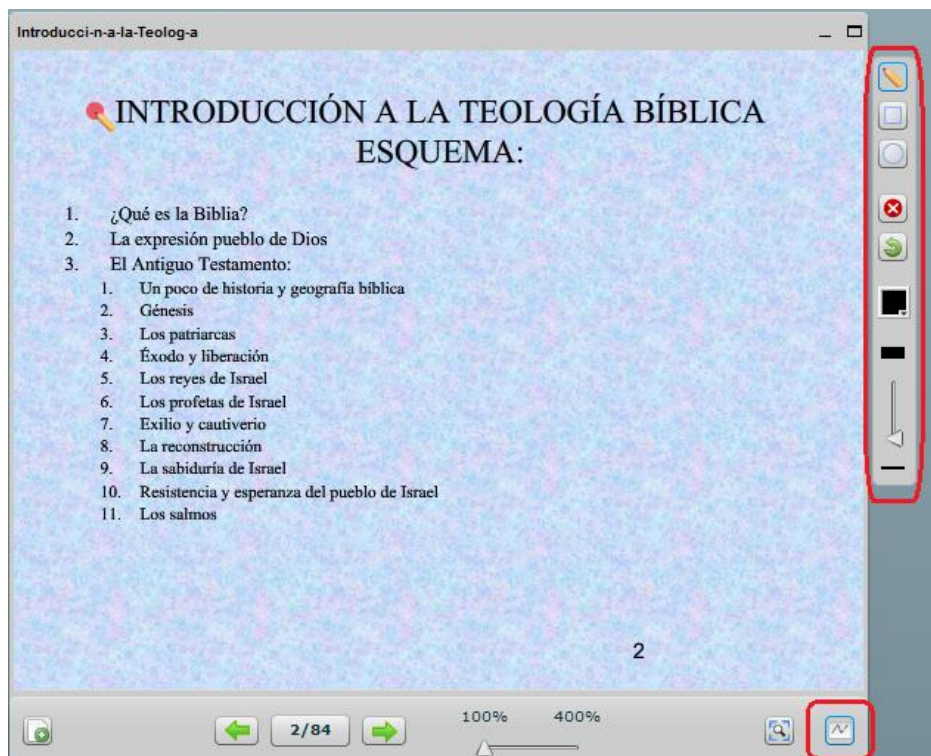 Introducci-n-a-la-Teolog-a
INTRODUCCIÓN A LA TEOLOGÍA BÍBLICA
ESQUEMA:
1. ¿Qué es la Biblia?
2. La expresión pueblo de Dios
3. El Antiguo Testamento:
1. Un poco de historia y geografía bíblica
2. Génesis
3. Los patriarcas
4. Éxodo y liberación
5. Los reyes de Israel
6. Los profetas de Israel
7. Exilio y cautiverio
8. La reconstrucción
9. La sabiduría de Israel
10. Resistencia y esperanza del pueblo de Israel
11. Los salmos
2
2/84
100% 400%